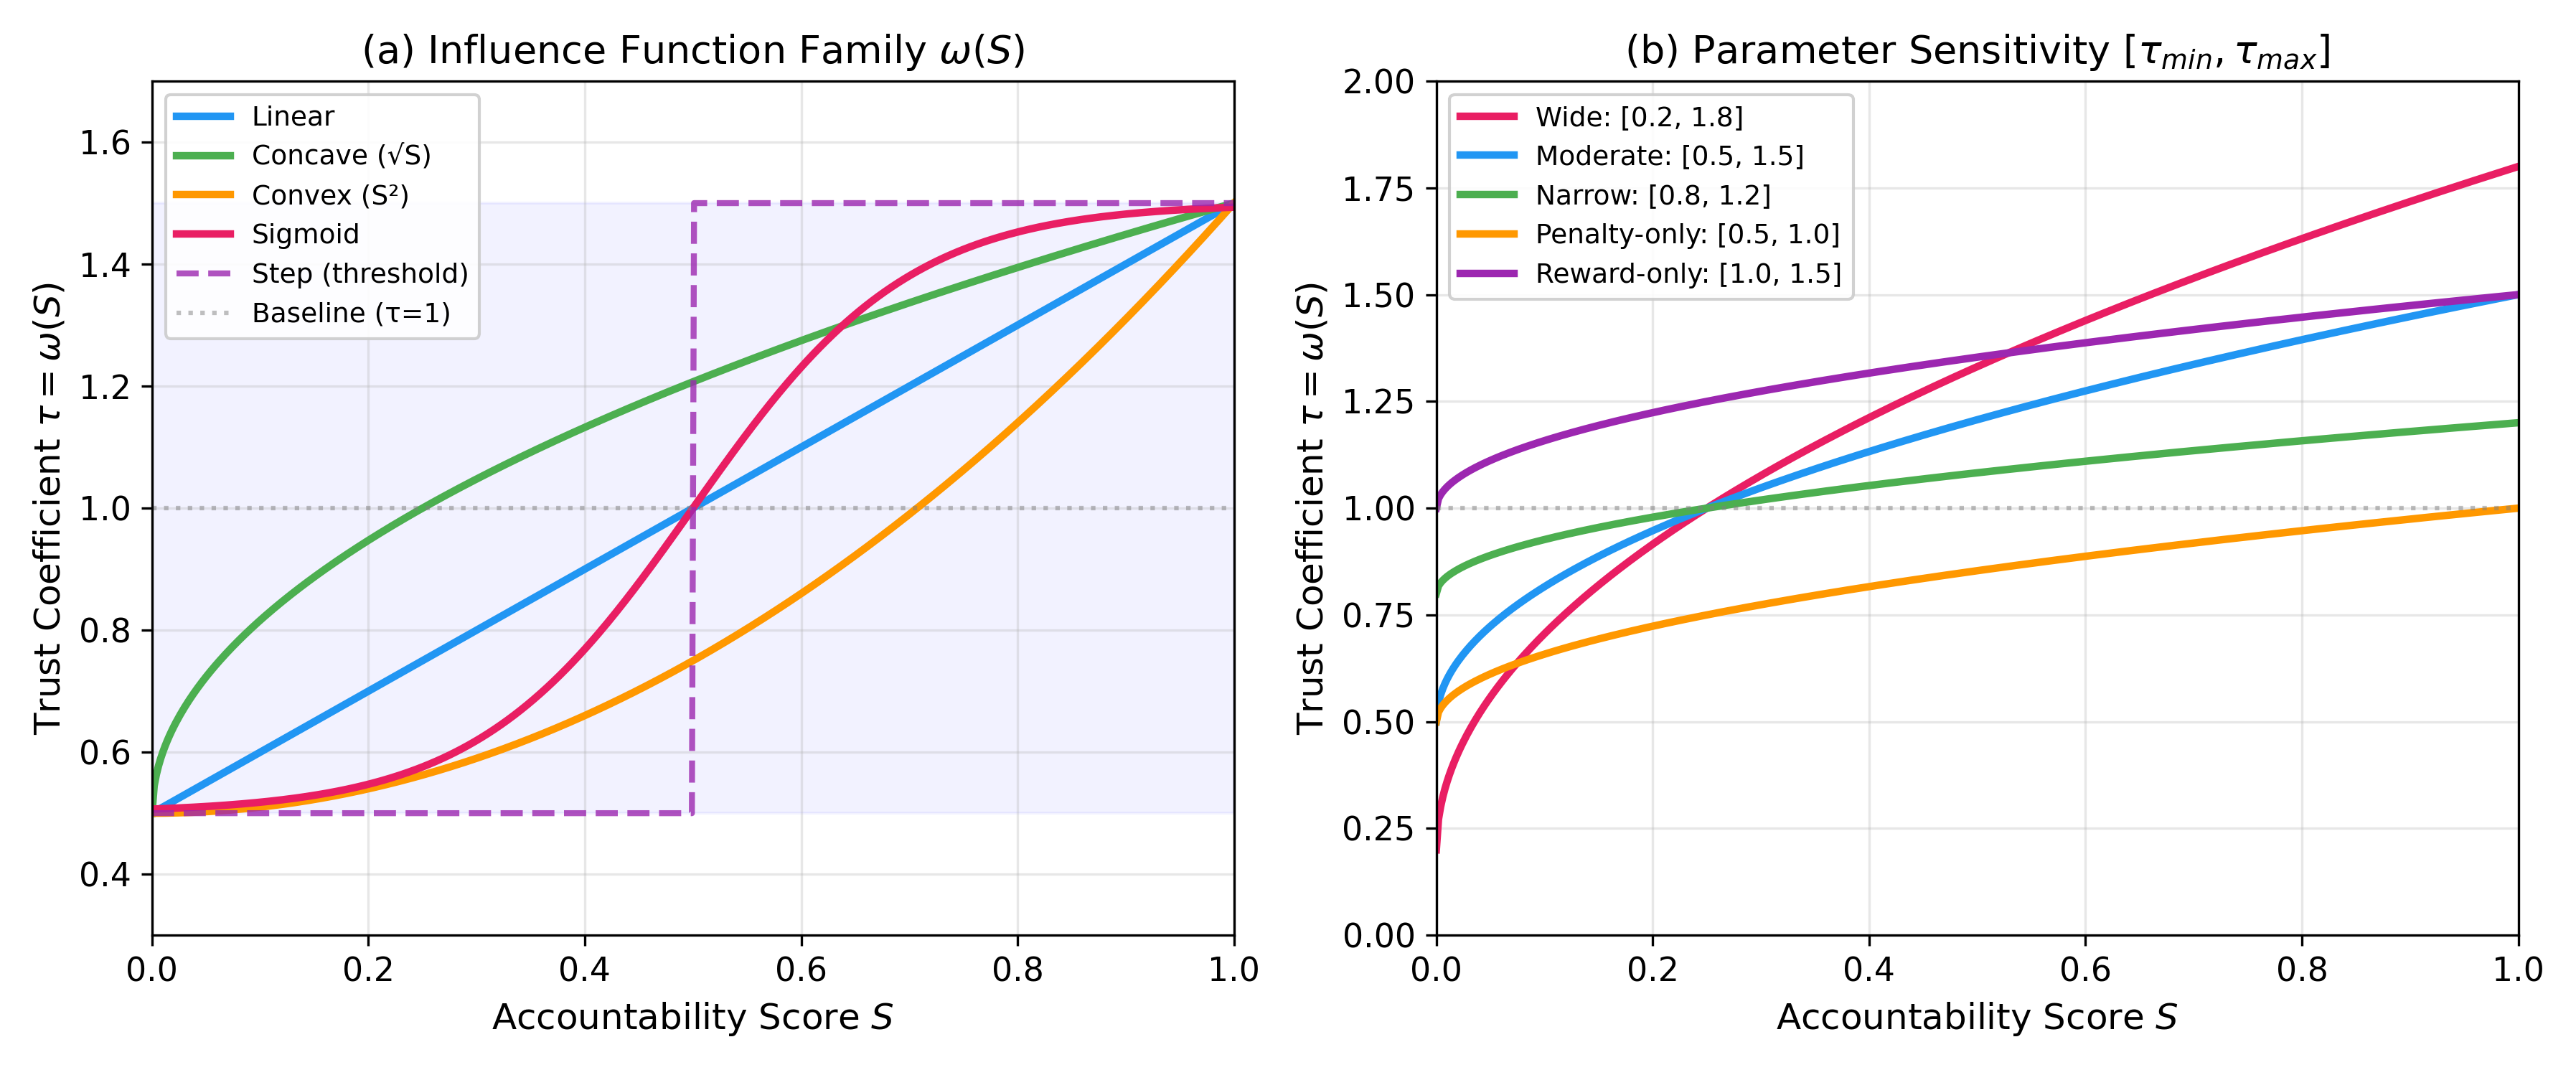 (a) Influence Function Family ω(S)
Trust Coefficient τ = ω(S)
1.6
1.4
1.2
1.0
0.8
0.6
0.4
Linear
Concave (√S)
Convex (S²)
Sigmoid
Step (threshold)
Baseline (τ=1)
0.0 0.2 0.4 0.6 0.8 1.0
Accountability Score S
(b) Parameter Sensitivity [τmin, τmax]
Trust Coefficient τ = ω(S)
2.00
1.75
1.50
1.25
1.00
0.75
0.50
0.25
0.00
Wide: [0.2, 1.8]
Moderate: [0.5, 1.5]
Narrow: [0.8, 1.2]
Penalty-only: [0.5, 1.0]
Reward-only: [1.0, 1.5]
0.0 0.2 0.4 0.6 0.8 1.0
Accountability Score S